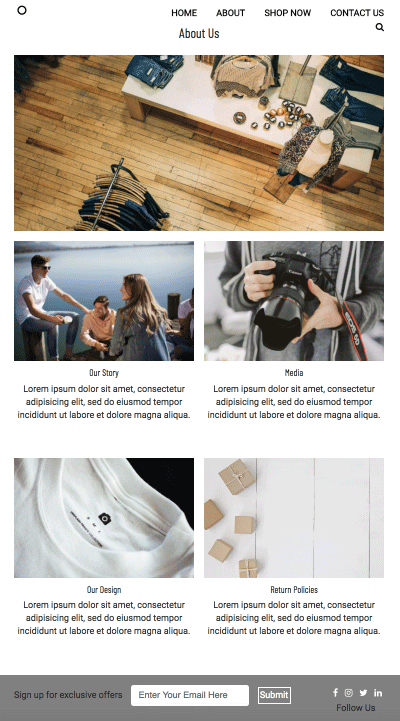 HOME ABOUT SHOP NOW CONTACT US
About Us
Canon
EOS 6D
Our Story
Lorem ipsum dolor sit amet, consectetur
adipisicing elit, sed do eiusmod tempor
incididunt ut labore et dolore magna aliqua.
Media
Lorem ipsum dolor sit amet, consectetur
adipisicing elit, sed do eiusmod tempor
incididunt ut labore et dolore magna aliqua.
Our Design
Lorem ipsum dolor sit amet, consectetur
adipisicing elit, sed do eiusmod tempor
incididunt ut labore et dolore magna aliqua.
Return Policies
Lorem ipsum dolor sit amet, consectetur
adipisicing elit, sed do eiusmod tempor
incididunt ut labore et dolore magna aliqua.
Sign up for exclusive offers Enter Your Email Here Submit
Follow Us